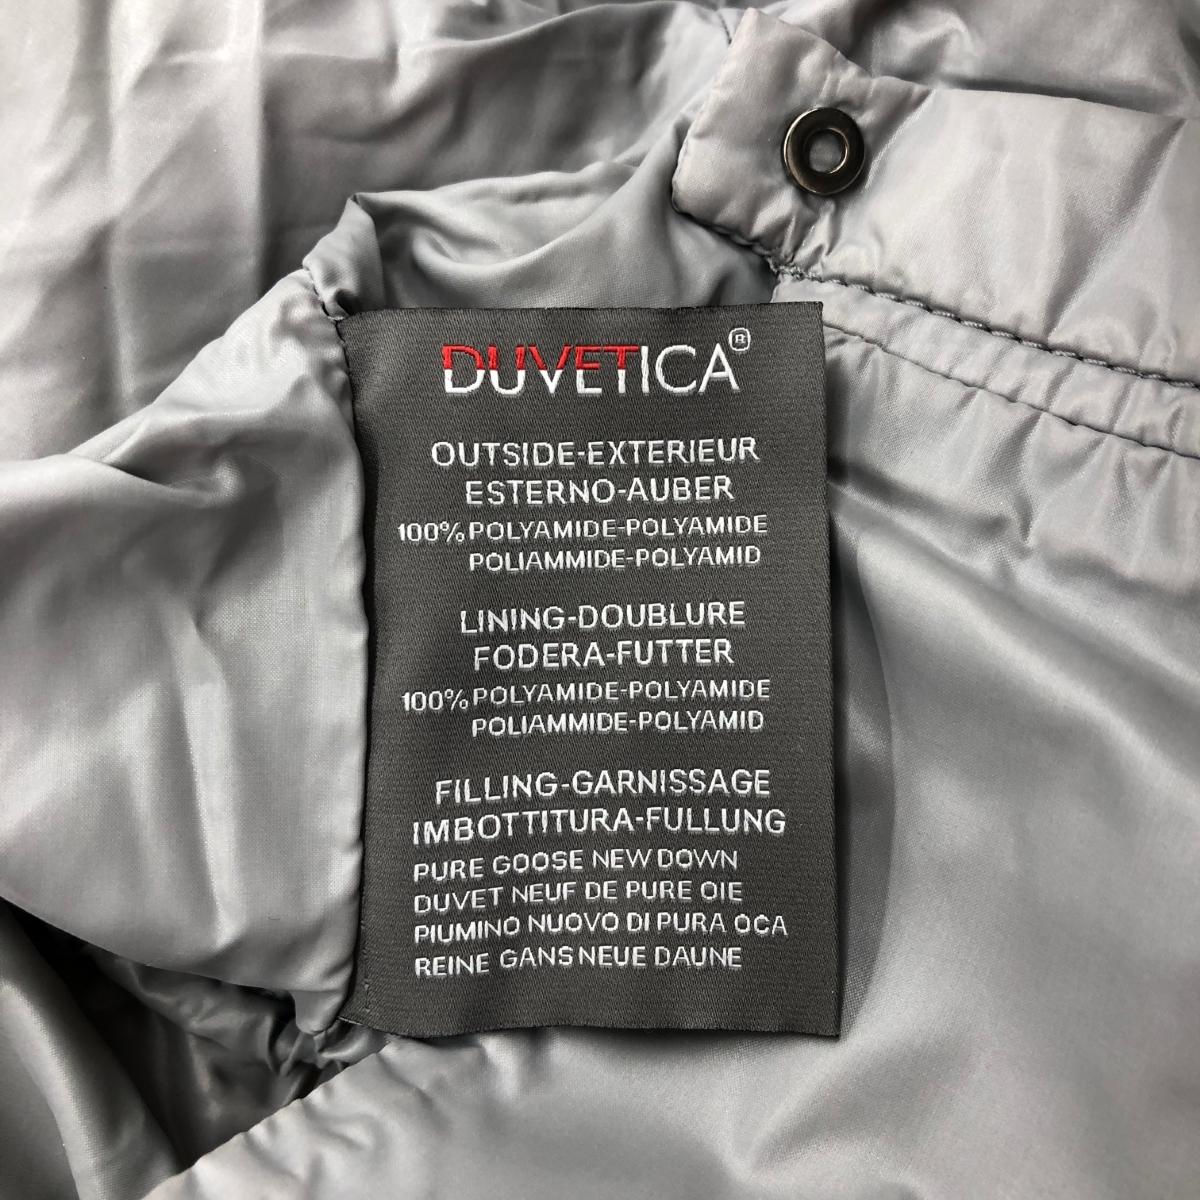 DUVETICA®
OUTSIDE-EXTERIEUR
ESTERNO-AUBER
100% POLYAMIDE-POLYAMIDE
POLIAMMIDE-POLYAMID
LINING-DOUBLURE
FODERA-FUTTER
100% POLYAMIDE-POLYAMIDE
POLIAMMIDE-POLYAMID
FILLING-GARNISSAGE
IMBOTTITURA-FULLUNG
PURE GOOSE NEW DOWN
DUVET NEUF DE PURE OIE
PIUMINO NUOVO DI PURA OCA
REINE GANS NEUE DAUNE